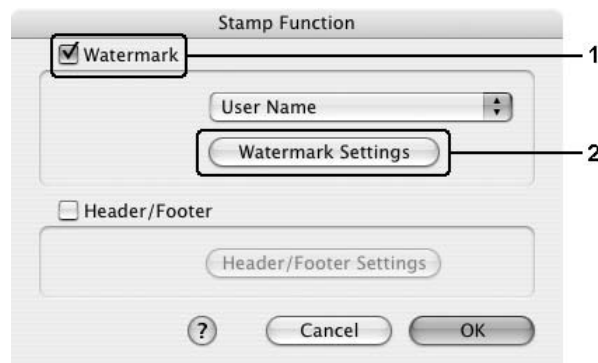 Stamp Function
Watermark 1
User Name
Watermark Settings 2
Header/Footer
Header/Footer Settings
? Cancel OK